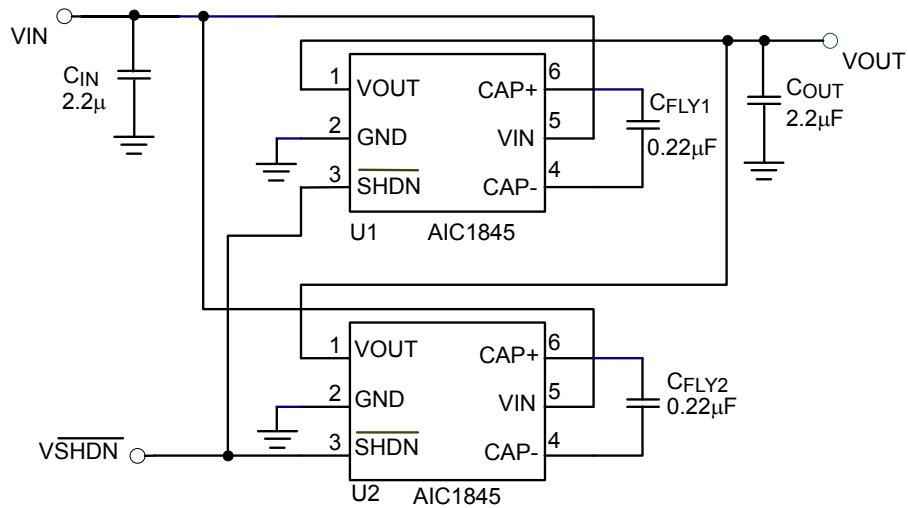 VIN
CIN
2.2μ
1
VOUT
2
GND
3
SHDN
CAP+
6
VIN
5
CAP-
4
U1
AIC1845
CFLY1
0.22μF
COUT
2.2μF
VOUT
1
VOUT
2
GND
3
SHDN
CAP+
6
VIN
5
CAP-
4
U2
AIC1845
CFLY2
0.22μF
VSHDN